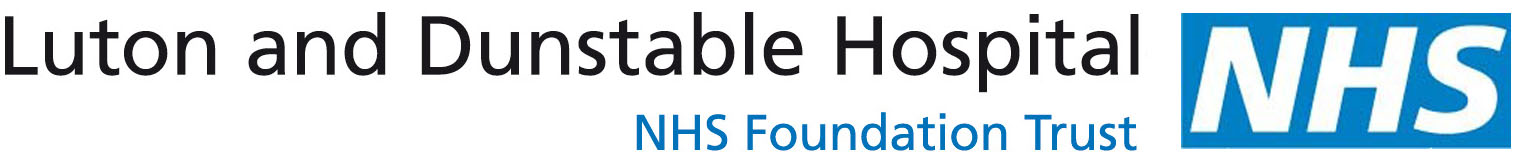 Luton and Dunstable Hospital NHS
NHS Foundation Trust